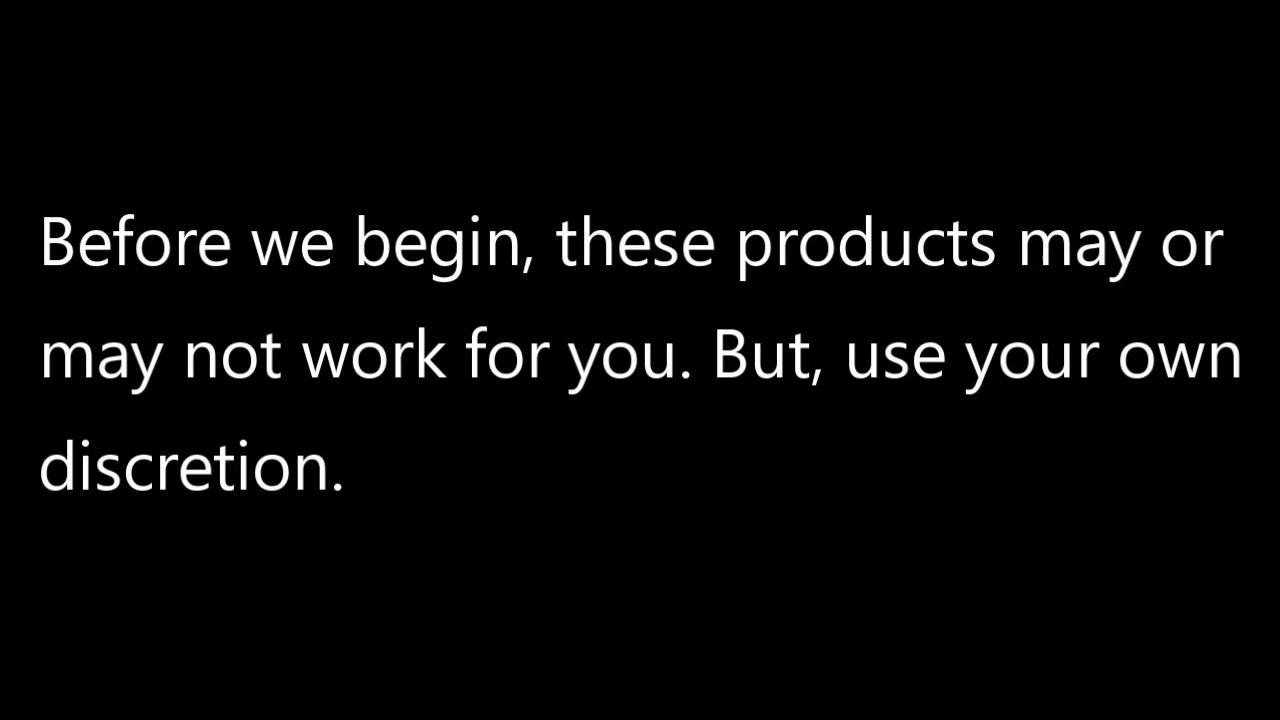 Before we begin, these products may or
may not work for you. But, use your own
discretion.